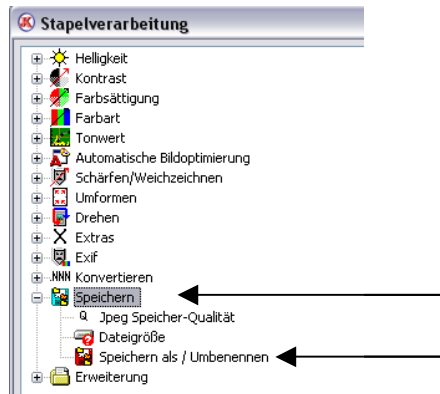 Stapelverarbeitung
Helligkeit
Kontrast
Farbsättigung
Farbart
Tonwert
Automatische Bildoptimierung
Schärfen/Weichzeichnen
Umformen
Drehen
Extras
Exif
NNN Konvertieren
Speichern
Q Jpeg Speicher-Qualität
Dateigröße
Speichern als / Umbenennen
Erweiterung